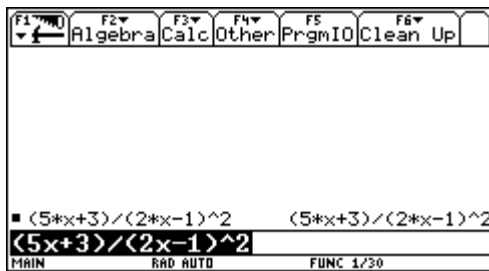 F1 F2 F3 F4 F5 F6
Algebra Calc Other PrgmIO Clean Up
(5*x+3)/(2*x-1)^2 (5*x+3)/(2*x-1)^2
(5x+3)/(2x-1)^2
MAIN RAD AUTO FUNC 1/30